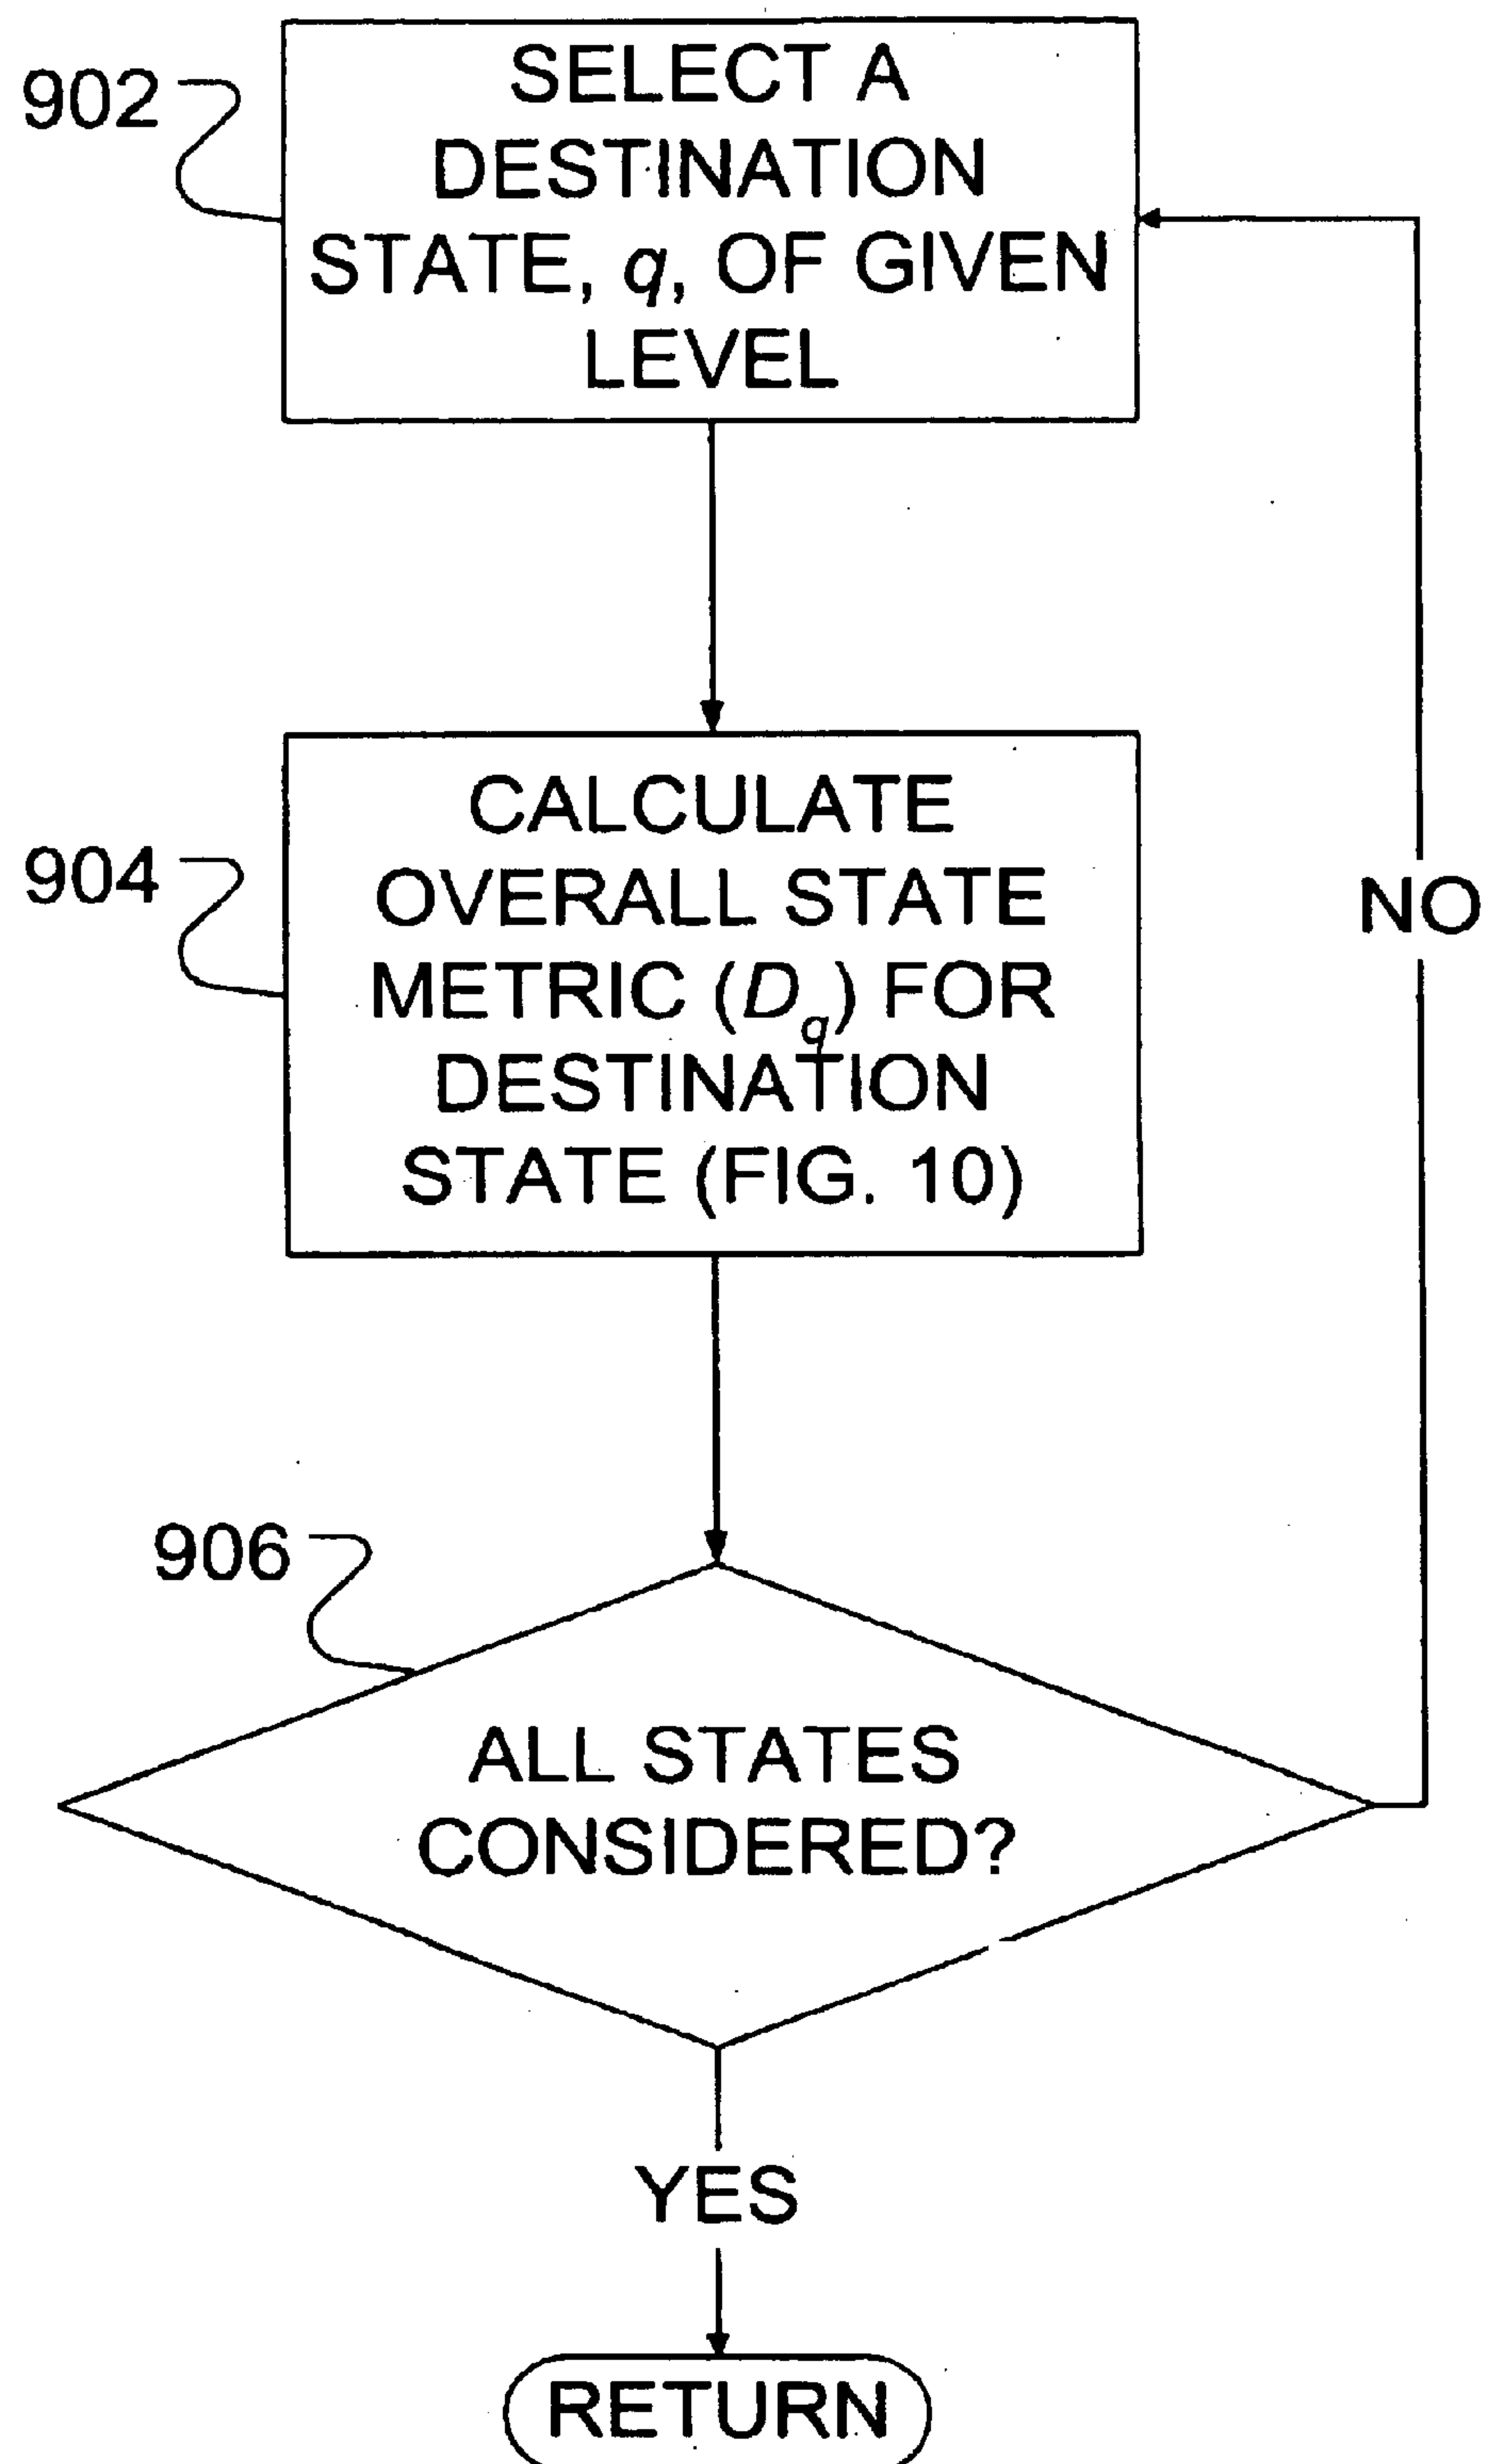 902
SELECT A
DESTINATION
STATE, q, OF GIVEN
LEVEL
904
CALCULATE
OVERALL STATE
METRIC (Dq) FOR
DESTINATION
STATE (FIG. 10)
NO
906
ALL STATES
CONSIDERED?
YES
RETURN